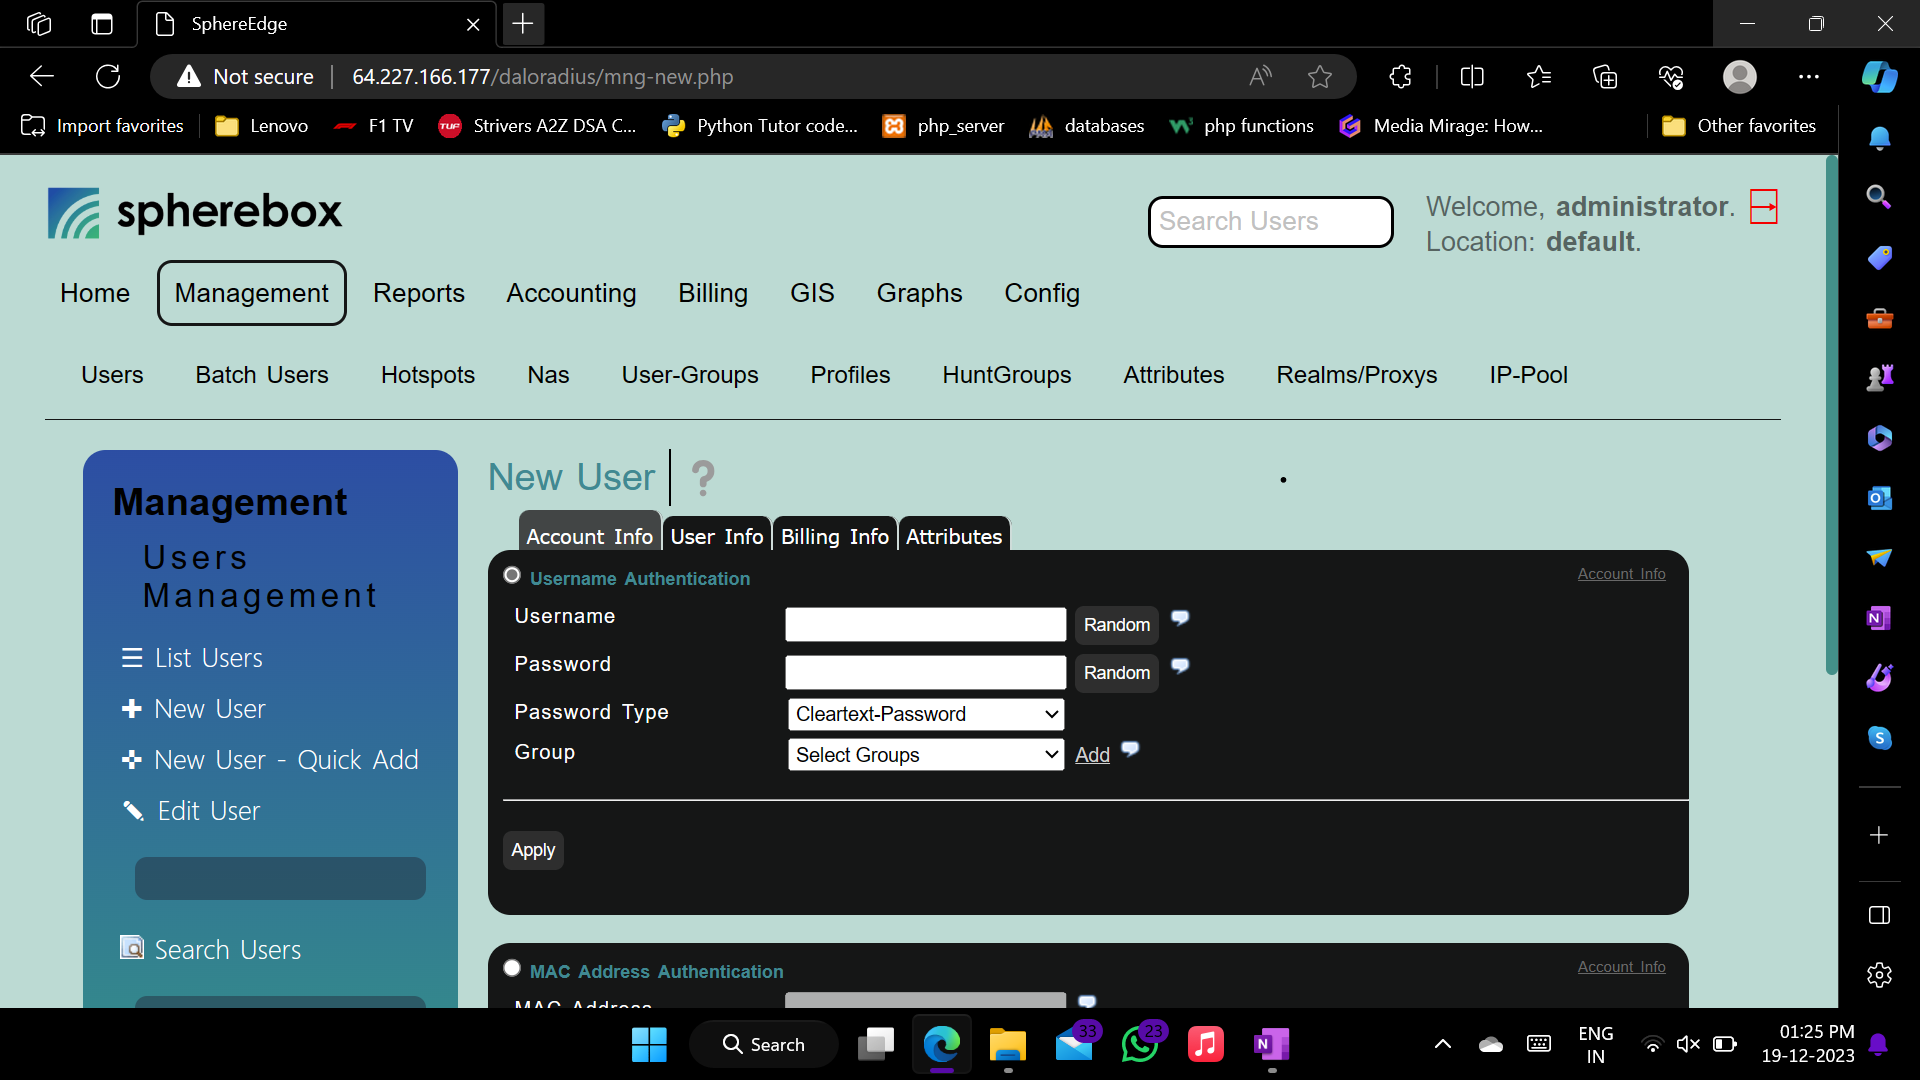 SphereEdge
Not secure
64.227.166.177/daloradius/mng-new.php
Import favorites
Lenovo
F1 TV
TUF
Strivers A2Z DSA C...
Python Tutor code...
php_server
databases
php functions
Media Mirage: How...
Other favorites
spherebox
Search Users
Welcome, administrator.
Location: default.
Home
Management
Reports
Accounting
Billing
GIS
Graphs
Config
Users
Batch Users
Hotspots
Nas
User-Groups
Profiles
HuntGroups
Attributes
Realms/Proxys
IP-Pool
Management
Users
Management
List Users
New User
New User - Quick Add
Edit User
Search Users
New User
?
Account Info
User Info
Billing Info
Attributes
Username Authentication
Account Info
Username
Random
Password
Random
Password Type
Cleartext-Password
Group
Select Groups
Add
Apply
MAC Address Authentication
Account Info
MAC Address
Search
33
23
ENG
IN
01:25 PM
19-12-2023